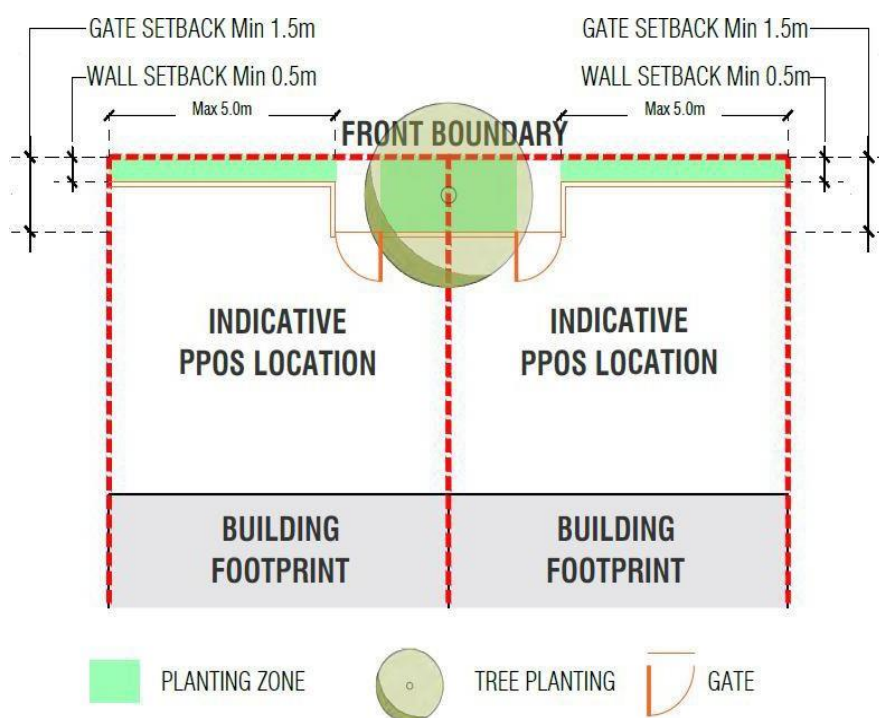 GATE SETBACK Min 1.5m
GATE SETBACK Min 1.5m
WALL SETBACK Min 0.5m
WALL SETBACK Min 0.5m
Max 5.0m
Max 5.0m
FRONT BOUNDARY
INDICATIVE
PPOS LOCATION
INDICATIVE
PPOS LOCATION
BUILDING
FOOTPRINT
BUILDING
FOOTPRINT
PLANTING ZONE
TREE PLANTING
GATE